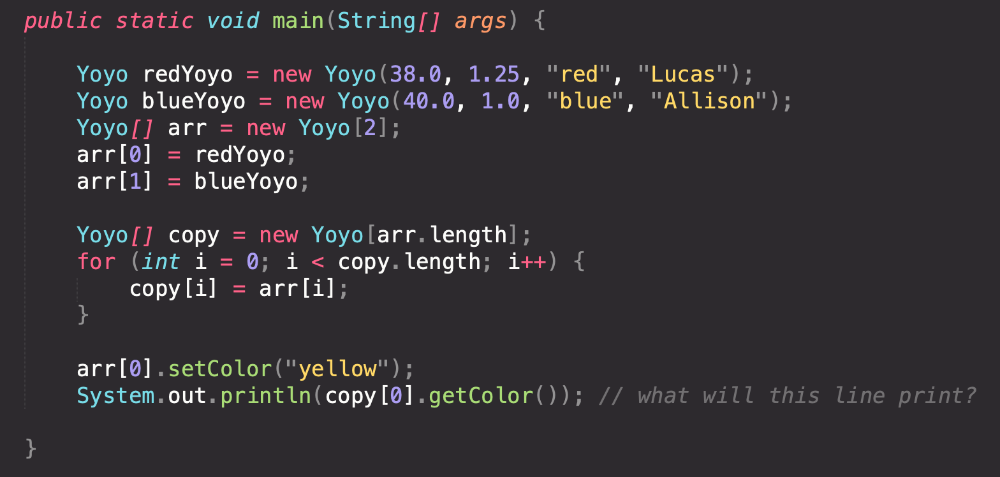 public static void main(String[] args) {
Yoyo redYoyo = new Yoyo(38.0, 1.25, "red", "Lucas");
Yoyo blueYoyo = new Yoyo(40.0, 1.0, "blue", "Allison");
Yoyo[] arr = new Yoyo[2];
arr[0] = redYoyo;
arr[1] = blueYoyo;
Yoyo[] copy = new Yoyo[arr.length];
for (int i = 0; i < copy.length; i++) {
copy[i] = arr[i];
}
arr[0].setColor("yellow");
System.out.println(copy[0].getColor()); // what will this line print?
}